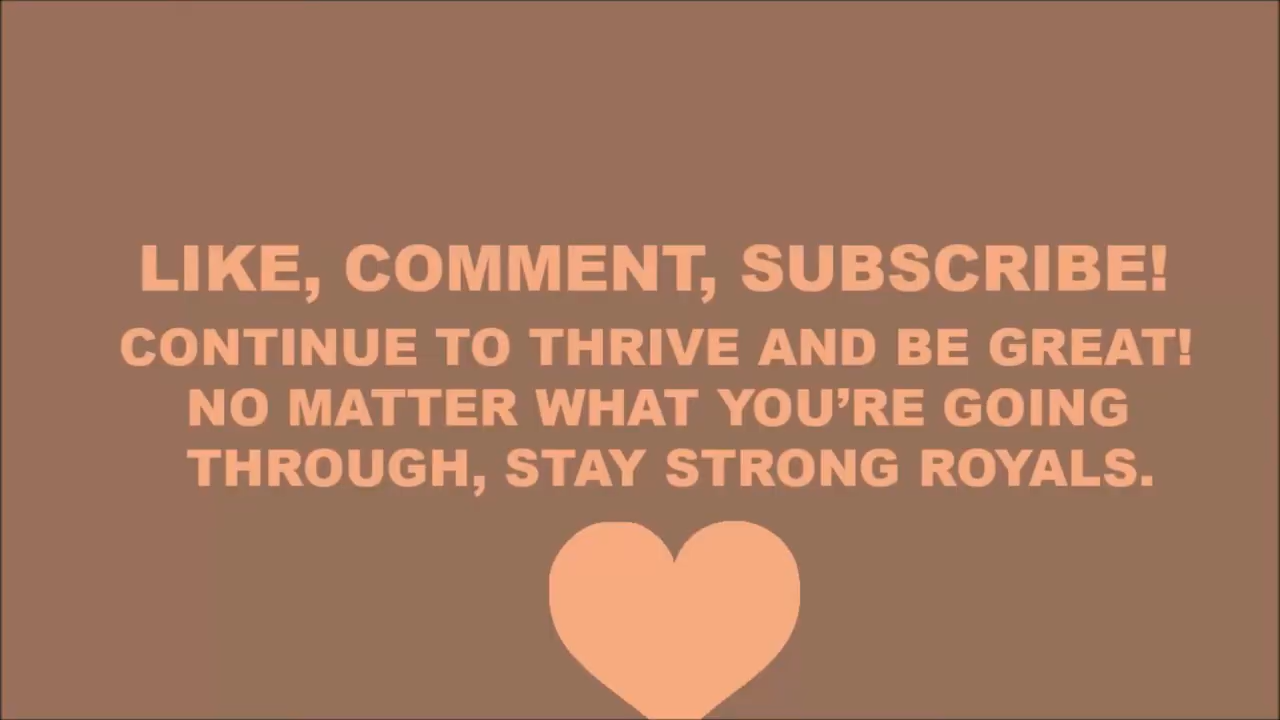 LIKE, COMMENT, SUBSCRIBE!
CONTINUE TO THRIVE AND BE GREAT!
NO MATTER WHAT YOU’RE GOING
THROUGH, STAY STRONG ROYALS.